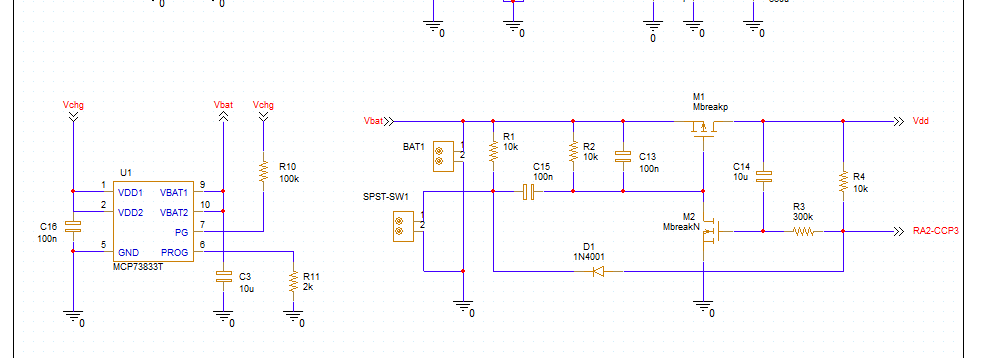 0
0
0
0
0
0
0
Vchg
Vbat
Vchg
R10
100k
U1
1
VDD1
VBAT1
9
2
VDD2
VBAT2
10
PG
7
5
GND
PROG
6
MCP73833T
C16
100n
C3
10u
R11
2k
0
0
0
Vbat
M1
Mbreakp
Vdd
BAT1
1
2
R1
10k
R2
10k
C13
100n
C15
100n
C14
10u
R4
10k
SPST-SW1
1
2
M2
MbreakN
R3
300k
RA2-CCP3
D1
1N4001
0
0